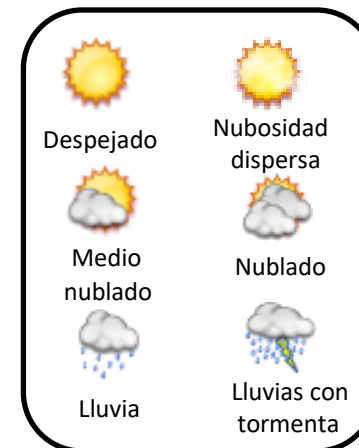 Despejado
Nubosidad
dispersa
Medio
nublado
Nublado
Lluvia
Lluvias con
tormenta